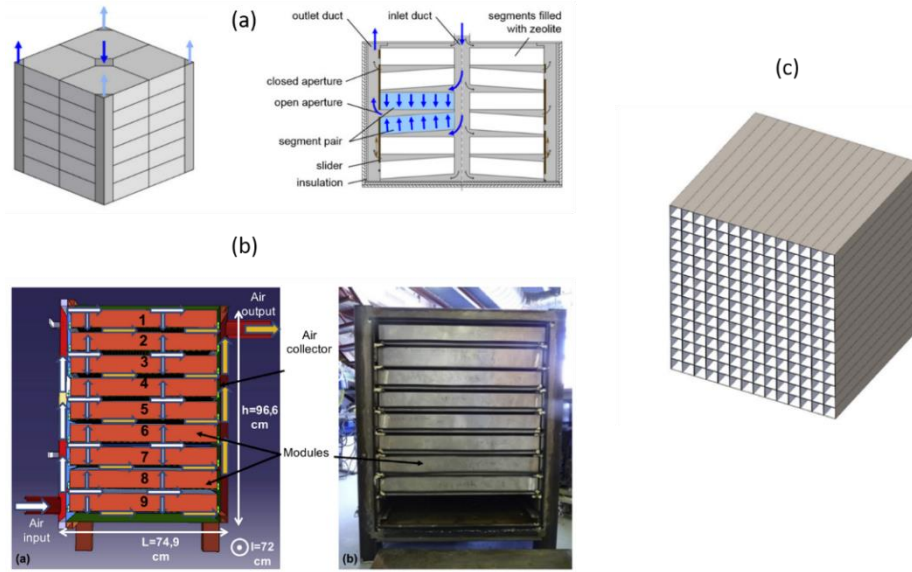 (a)
outlet duct
inlet duct
segments filled
with zeolite
closed aperture
open aperture
segment pair
slider
insulation
(c)
(b)
Air
output
Air
collector
1
2
3
4
5
6
7
8
9
h=96,6
cm
Modules
Air
input
L=74,9
cm
l=72
cm
(a)
(b)